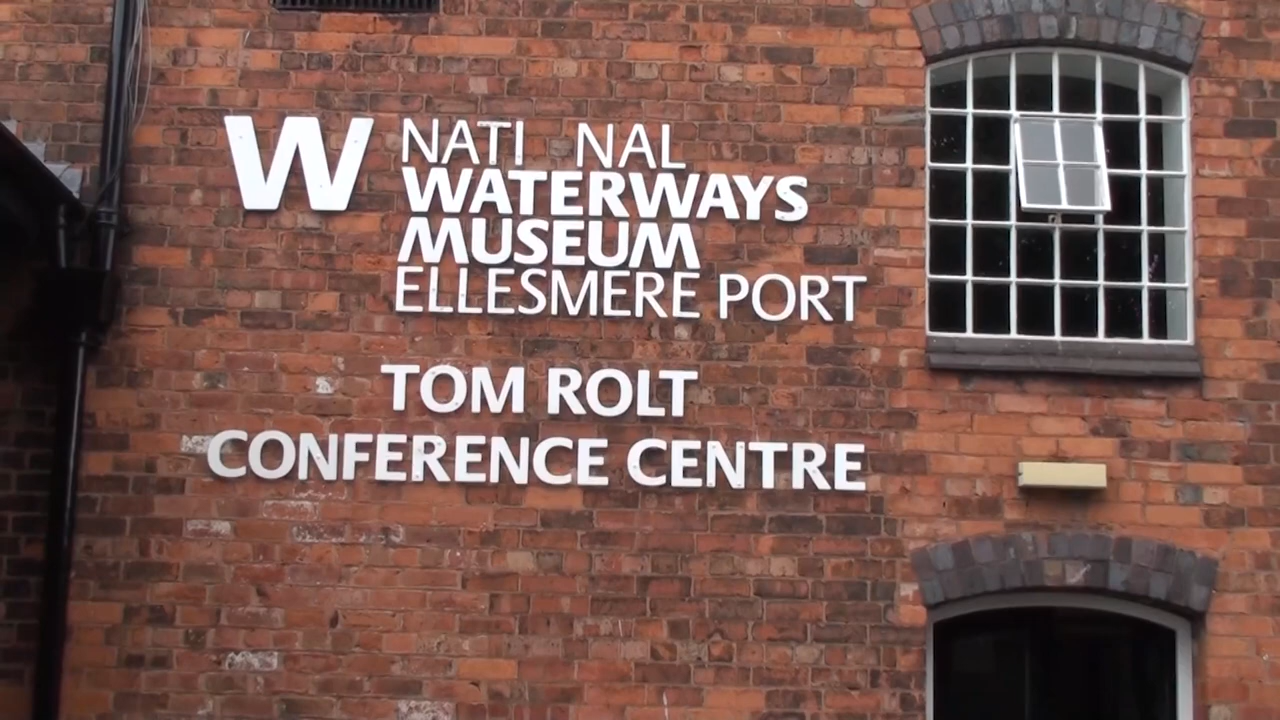 W
NATI NAL
WATERWAYS
MUSEUM
ELLESMERE PORT
TOM ROLT
CONFERENCE CENTRE